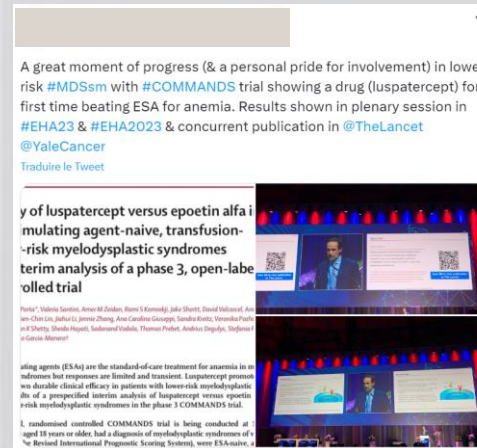 A great moment of progress (& a personal pride for involvement) in lowe
risk #MDSsm with #COMMANDS trial showing a drug (luspatercept) for
first time beating ESA for anemia. Results shown in plenary session in
#EHA23 & #EHA2023 & concurrent publication in @TheLancet
@YaleCancer
Traduire le Tweet
y of luspatercept versus epoetin alfa i
imulating agent-naive, transfusion-
-risk myelodysplastic syndromes
terim analysis of a phase 3, open-labe
rolled trial
Porta*, Valeria Santini, Amer M Zeidan, Rami S Komrokji, Jake Shortt, David Valcarcel,
Jiahui Li, Jennie Zhang, Ana Carolina Giuseppi, Sandra Kreitz, Veronika
K Shetty, Sheida Hayati, Sadanand Vodala, Thomas Prebet, Andrius Degulys, Stefania
Garcia-Manero†
ating agents (ESAs) are the standard-of-care treatment for anaemia in m
ndromes but responses are limited and transient. Luspatercept promot
wn durable clinical efficacy in patients with lower-risk myelodysplastic
lts of a prespecified interim analysis of luspatercept versus epoetin
r-risk myelodysplastic syndromes in the phase 3 COMMANDS trial.
l, randomised controlled COMMANDS trial is being conducted at
aged 18 years or older, had a diagnosis of myelodysplastic syndromes of
he Revised International Prognostic Scoring System), were ESA-naive, a